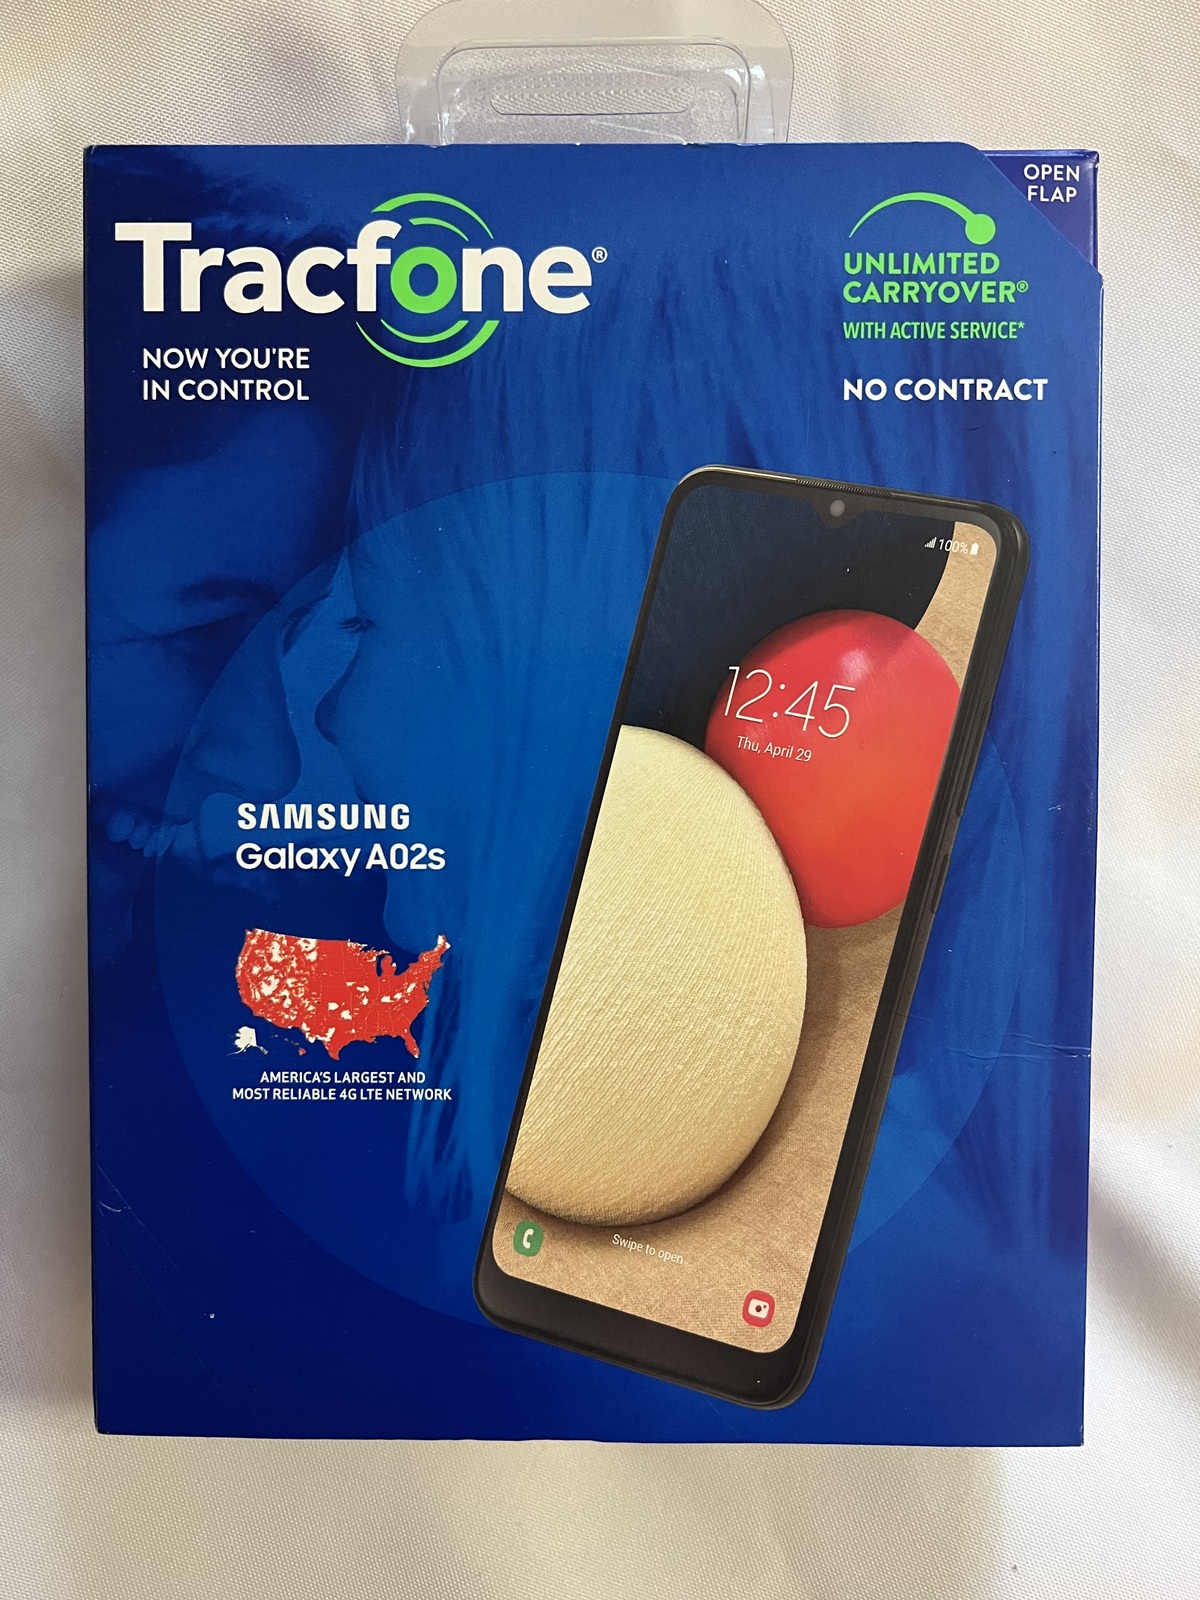 OPEN
FLAP
Tracfone®
NOW YOU'RE
IN CONTROL
UNLIMITED
CARRYOVER®
WITH ACTIVE SERVICE*
NO CONTRACT
100%
12:45
Thu, April 29
SAMSUNG
Galaxy A02s
AMERICA'S LARGEST AND
MOST RELIABLE 4G LTE NETWORK
Swipe to open